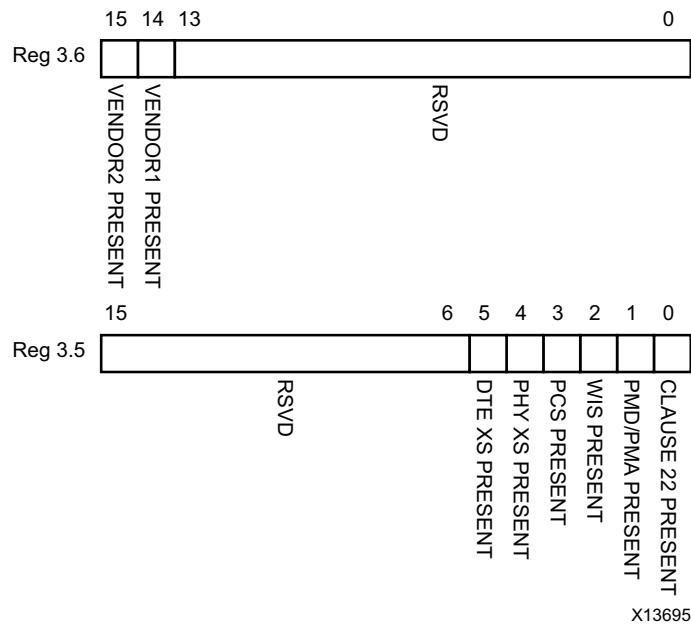 15 14 13 0
Reg 3.6
VENDOR2 PRESENT
VENDOR1 PRESENT
RSVD
15 6 5 4 3 2 1 0
Reg 3.5
RSVD
DTE XS PRESENT
PHY XS PRESENT
PCS PRESENT
WIS PRESENT
PMD/PMA PRESENT
CLAUSE 22 PRESENT
X13695